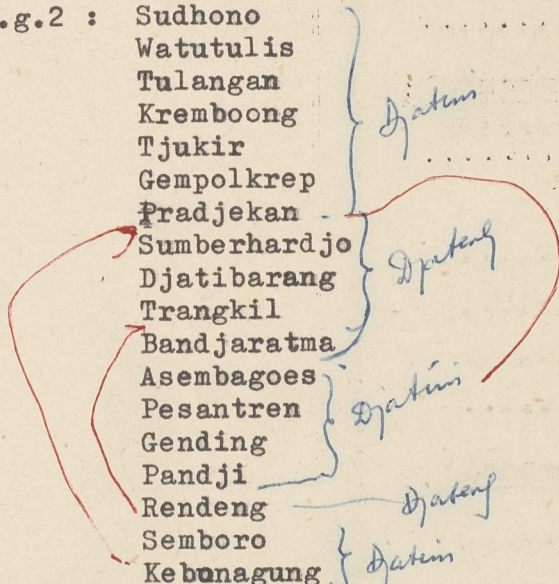 .g.2 : Sudhono
Watutulis
Tulangan
Kremboong
Djatim
Tjukir
Gempolkrep
Pradjekan
Sumberhardjo
Djateng
Djatibarang
Trangkil
Bandjaratma
Asembagoes
Pesantren
Djatim
Gending
Pandji
Rendeng Djateng
Semboro
Djatim
Kebonagung